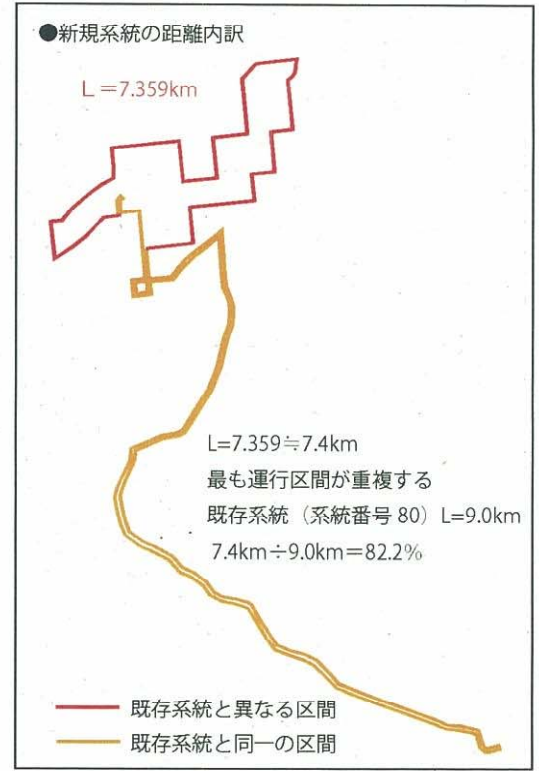 ●新規系統の距離内訳
L=7.359km
L=7.359≒7.4km
最も運行区間が重複する
既存系統（系統番号 80）L=9.0km
7.4km÷9.0km=82.2%
既存系統と異なる区間
既存系統と同一の区間